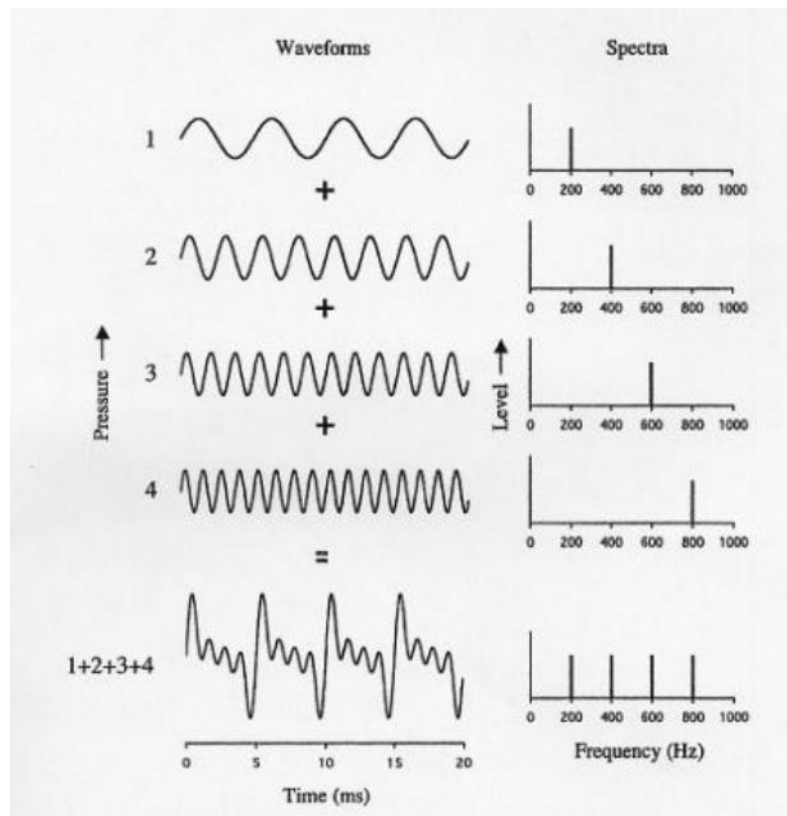 Waveforms Spectra
1
0 200 400 600 800 1000
+
2
0 200 400 600 800 1000
+
Pressure →
Level →
3
0 200 400 600 800 1000
+
4
0 200 400 600 800 1000
=
1+2+3+4
0 200 400 600 800 1000
Frequency (Hz)
0 5 10 15 20
Time (ms)